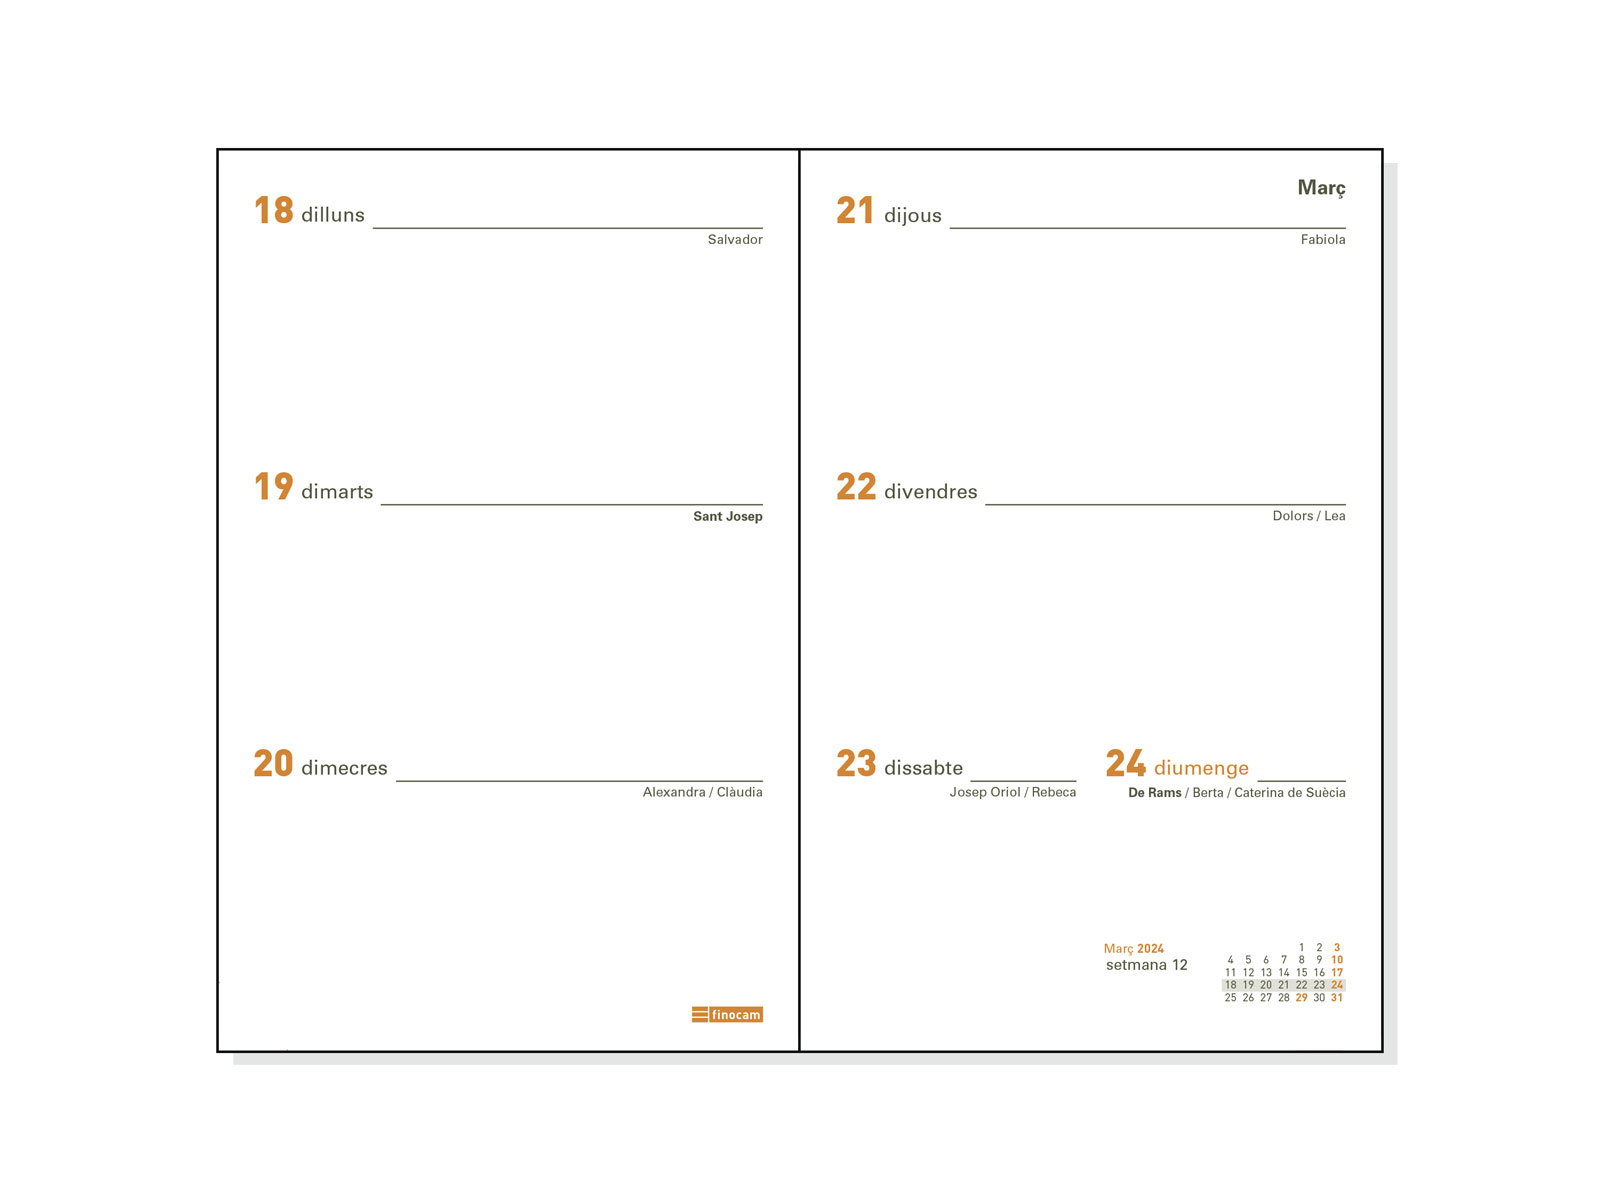 18 dilluns
Salvador
19 dimarts
Sant Josep
20 dimecres
Alexandra / Clàudia
finocam
Març
21 dijous
Fabiola
22 divendres
Dolors / Lea
23 dissabte
Josep Oriol / Rebeca
24 diumenge
De Rams / Berta / Caterina de Suècia
Març 2024
setmana 12
1 2 3
4 5 6 7 8 9 10
11 12 13 14 15 16 17
18 19 20 21 22 23 24
25 26 27 28 29 30 31